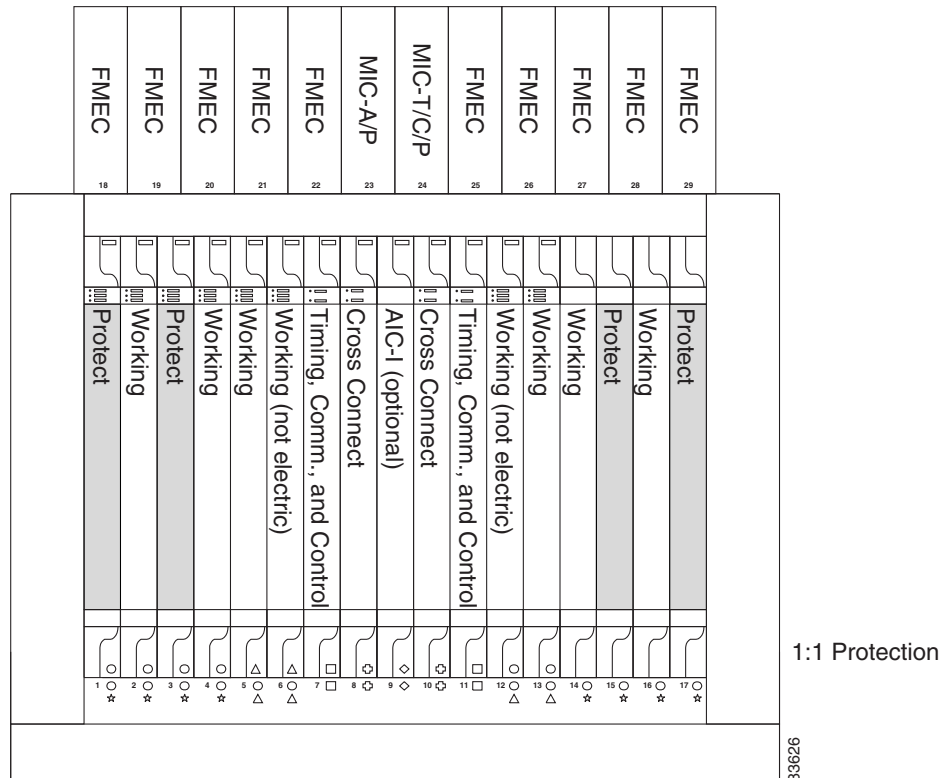 FMEC
FMEC
FMEC
FMEC
FMEC
MIC-A/P
MIC-T/C/P
FMEC
FMEC
FMEC
FMEC
FMEC
18
19
20
21
22
23
24
25
26
27
28
29
Protect
Working
Protect
Working
Working
Working (not electric)
Timing, Comm., and Control
Cross Connect
AIC-I (optional)
Cross Connect
Timing, Comm., and Control
Working (not electric)
Working
Working
Protect
Working
Protect
1
2
3
4
5
6
7
8
9
10
11
12
13
14
15
16
17
1:1 Protection